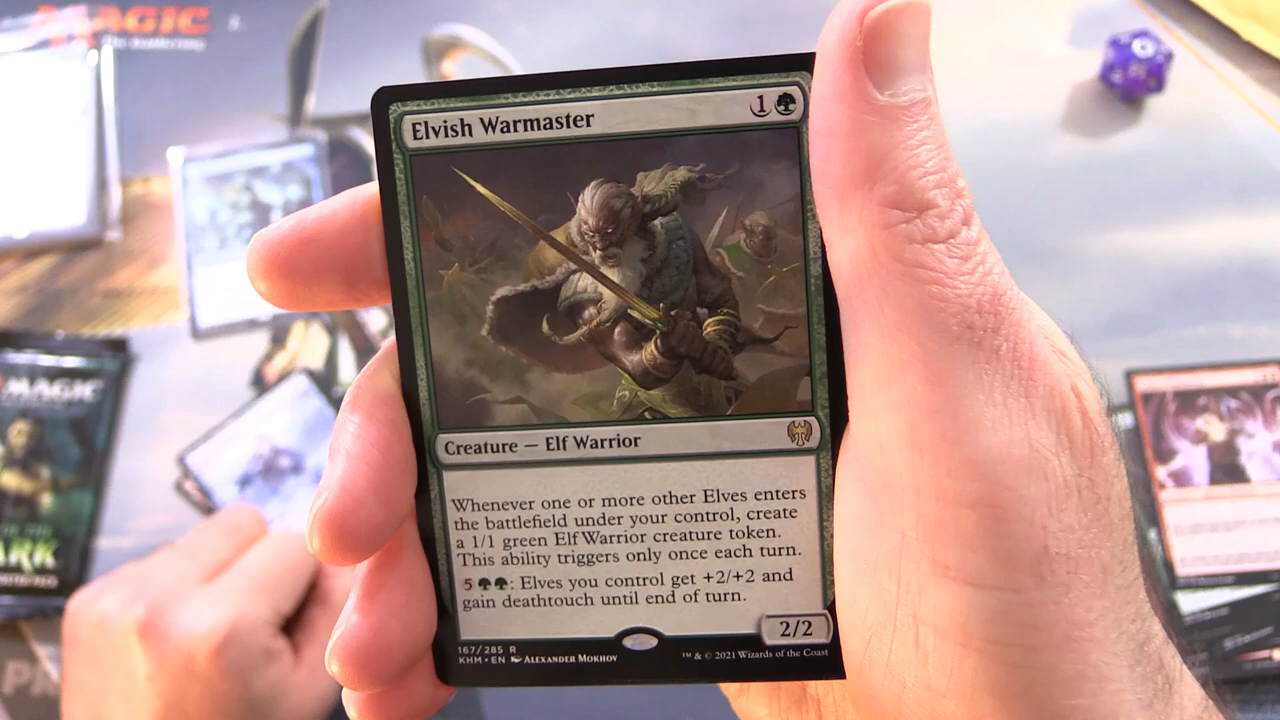 MAGIC
The Gathering
Elvish Warmaster
1
Creature — Elf Warrior
Whenever one or more other Elves enters
the battlefield under your control, create
a 1/1 green Elf Warrior creature token.
This ability triggers only once each turn.
5 : Elves you control get +2/+2 and
gain deathtouch until end of turn.
2/2
167/285 R
KHM • EN Alexander Mokhov
™ & © 2021 Wizards of the Coast
MAGIC
ARK